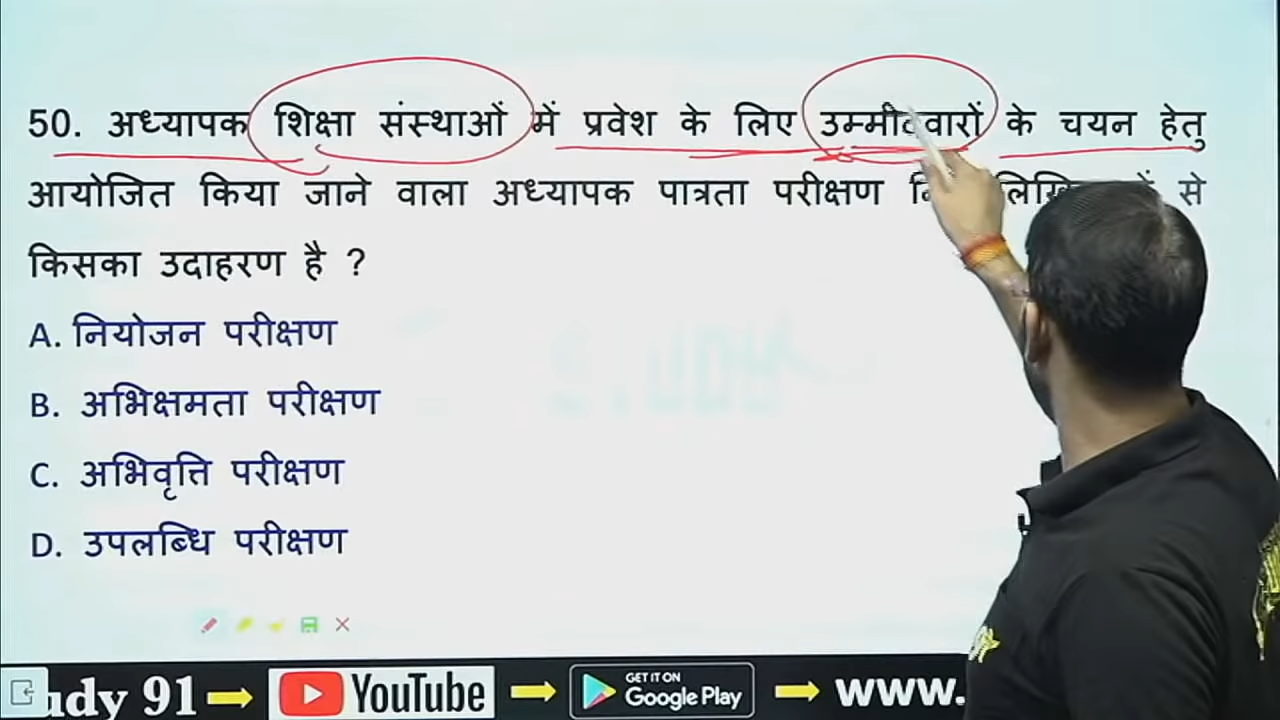 50. अध्यापक शिक्षा संस्थाओं में प्रवेश के लिए उम्मीदवारों के चयन हेतु
आयोजित किया जाने वाला अध्यापक पात्रता परीक्षण से
किसका उदाहरण है ?
A. नियोजन परीक्षण
B. अभिक्षमता परीक्षण
C. अभिवृत्ति परीक्षण
D. उपलब्धि परीक्षण
udy 91 YouTube GET IT ON Google Play www.